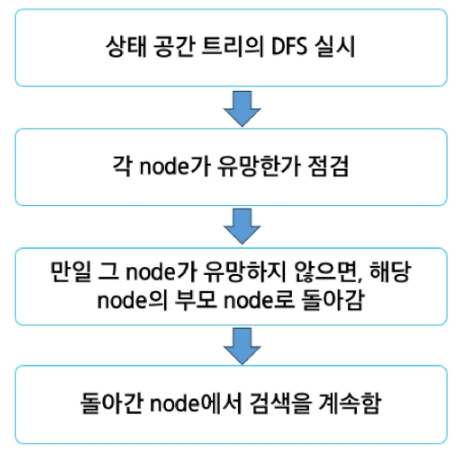 상태 공간 트리의 DFS 실시
각 node가 유망한가 점검
만일 그 node가 유망하지 않으면, 해당
node의 부모 node로 돌아감
돌아간 node에서 검색을 계속함